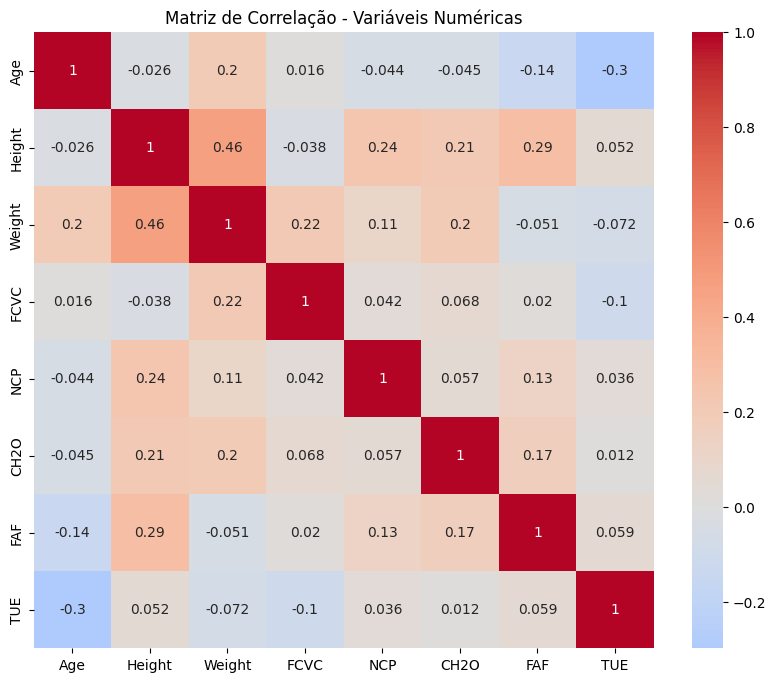 Matriz de Correlação - Variáveis Numéricas
Age 1 -0.026 0.2 0.016 -0.044 -0.045 -0.14 -0.3
Height -0.026 1 0.46 -0.038 0.24 0.21 0.29 0.052
Weight 0.2 0.46 1 0.22 0.11 0.2 -0.051 -0.072
FCVC 0.016 -0.038 0.22 1 0.042 0.068 0.02 -0.1
NCP -0.044 0.24 0.11 0.042 1 0.057 0.13 0.036
CH2O -0.045 0.21 0.2 0.068 0.057 1 0.17 0.012
FAF -0.14 0.29 -0.051 0.02 0.13 0.17 1 0.059
TUE -0.3 0.052 -0.072 -0.1 0.036 0.012 0.059 1
Age Height Weight FCVC NCP CH2O FAF TUE
1.0
0.8
0.6
0.4
0.2
0.0
−0.2